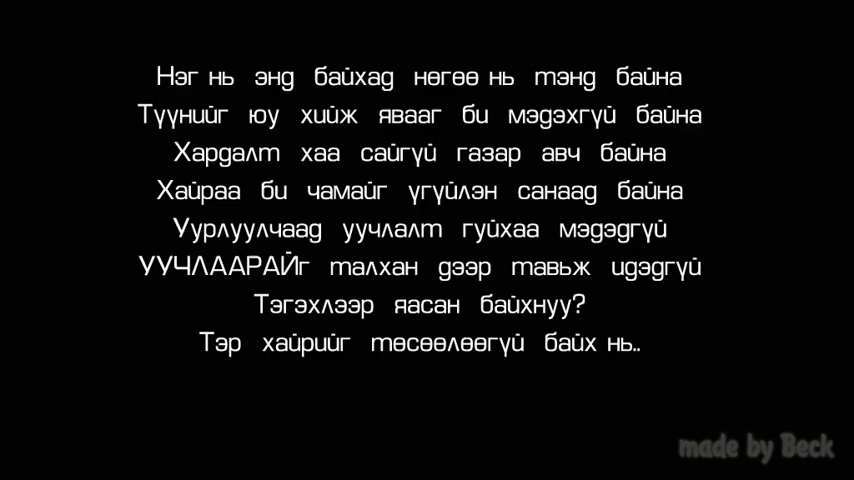 Нэг нь энд байхад нөгөө нь тэнд байна
Түүнийг юу хийж яваагꙮ би мэдэхгүй байна
Хардалт хаа сайгүй газар авч байна
Хайраа би чамайг үгүйлэн санаад байна
Уурлуулчаад уучлалт гуйхаа мэдэдгүй
УУЧЛААРАЙг талхан дээр тавьж идэдгүй
Тэгэхлээр яасан байхнуу?
Тэр хайрийг төсөөлөөгүй байх нь..
made by Beck